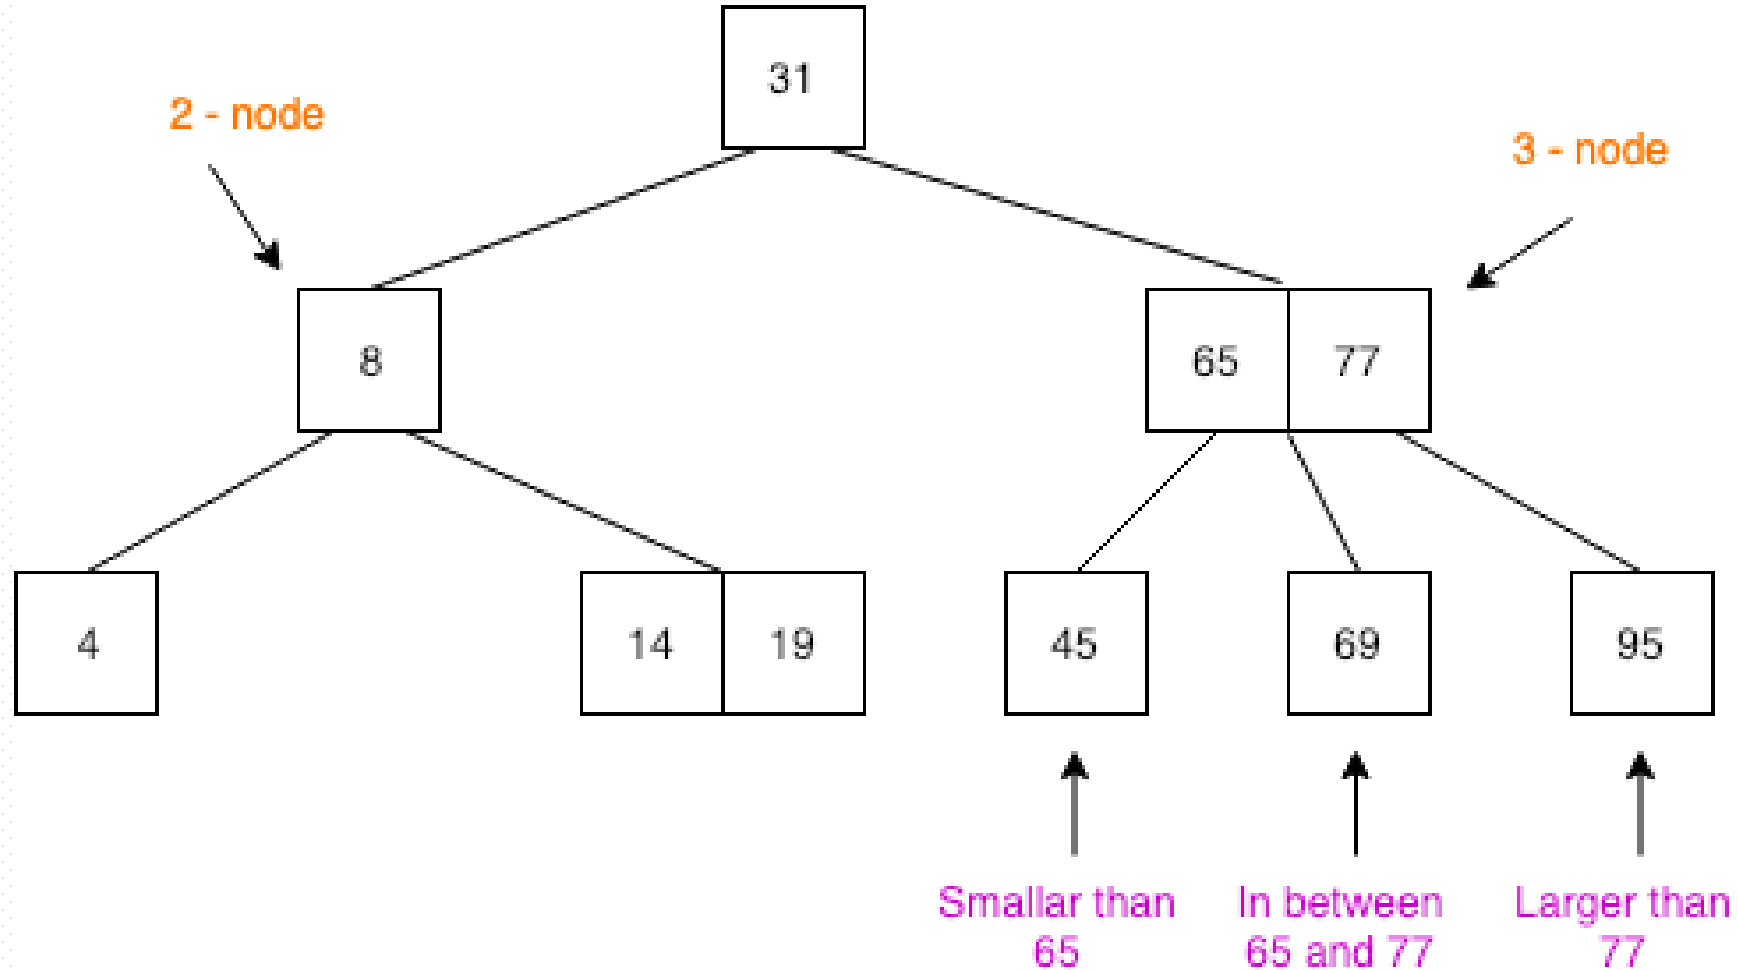 31
2 - node
3 - node
8
65 77
4
14 19
45
69
95
Smallar than
65
In between
65 and 77
Larger than
77